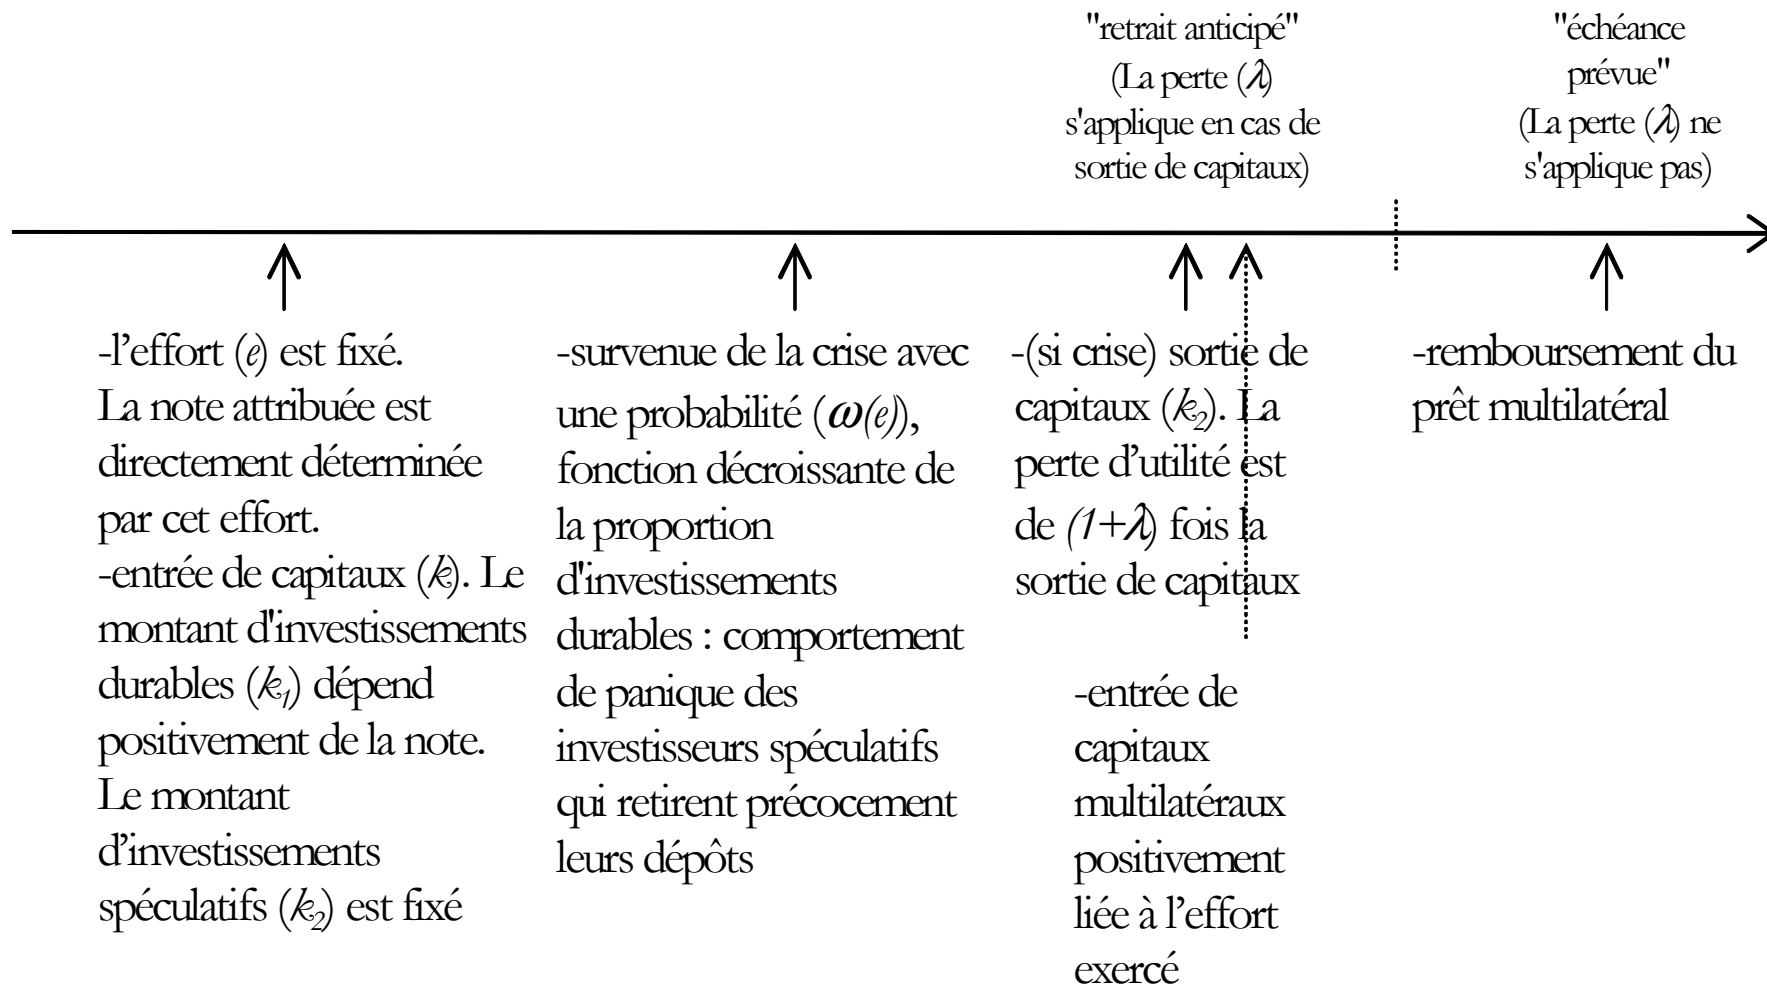 "retrait anticipé"
(La perte (λ)
s'applique en cas de
sortie de capitaux)
"échéance
prévue"
(La perte (λ) ne
s'applique pas)
-l’effort (e) est fixé.
La note attribuée est
directement déterminée
par cet effort.
-entrée de capitaux (k). Le
montant d'investissements
durables (k₁) dépend
positivement de la note.
Le montant
d’investissements
spéculatifs (k₂) est fixé
-survenue de la crise avec
une probabilité (ω(e)),
fonction décroissante de
la proportion
d'investissements
durables : comportement
de panique des
investisseurs spéculatifs
qui retirent précocement
leurs dépôts
-(si crise) sortie de
capitaux (k₂). La
perte d’utilité est
de (1+λ) fois la
sortie de capitaux
-entrée de
capitaux
multilatéraux
positivement
liée à l’effort
exercé
-remboursement du
prêt multilatéral